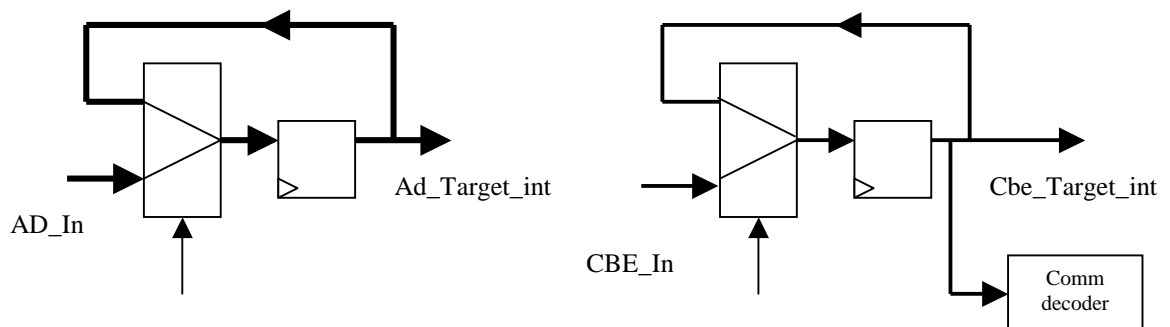 Ad_Target_int
AD_In
Cbe_Target_int
CBE_In
Comm
decoder